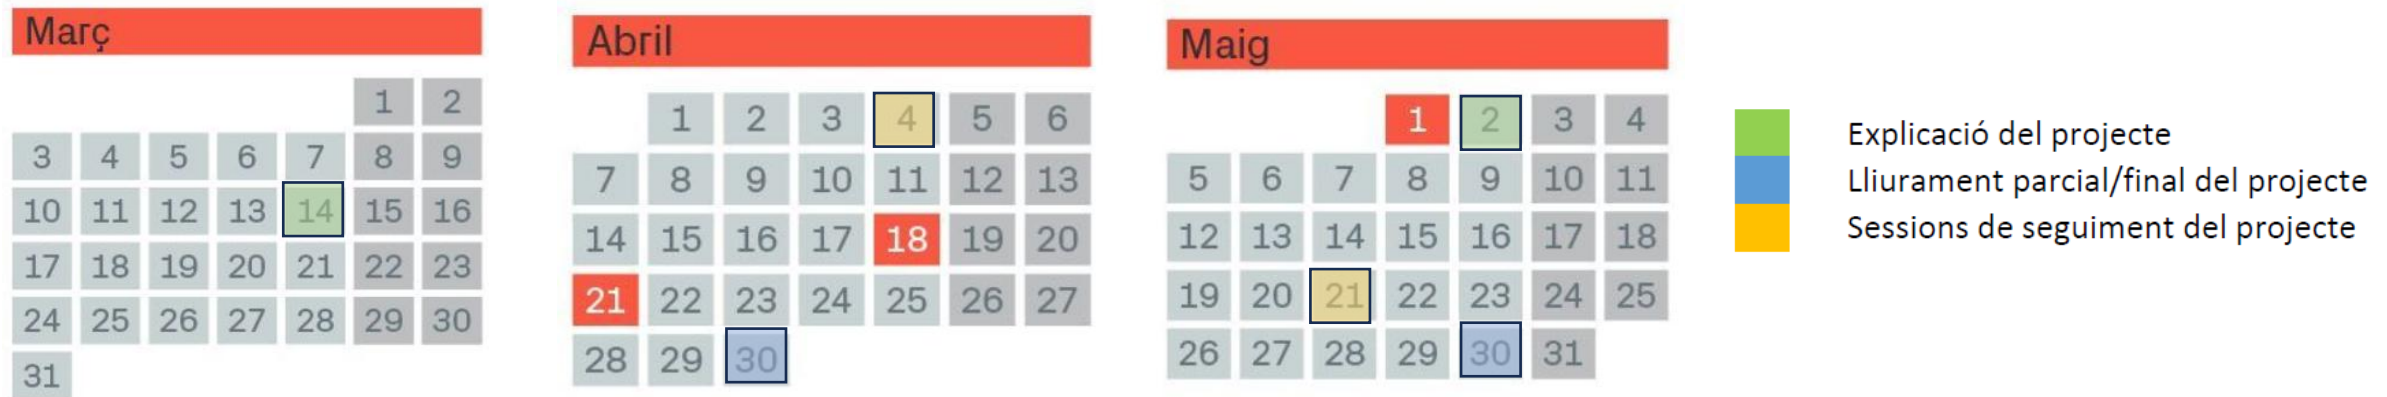 Març
1 2
3 4 5 6 7 8 9
10 11 12 13 14 15 16
17 18 19 20 21 22 23
24 25 26 27 28 29 30
31
Abril
1 2 3 4 5 6
7 8 9 10 11 12 13
14 15 16 17 18 19 20
21 22 23 24 25 26 27
28 29 30
Maig
1 2 3 4
5 6 7 8 9 10 11
12 13 14 15 16 17 18
19 20 21 22 23 24 25
26 27 28 29 30 31
Explicació del projecte
Lliurament parcial/final del projecte
Sessions de seguiment del projecte